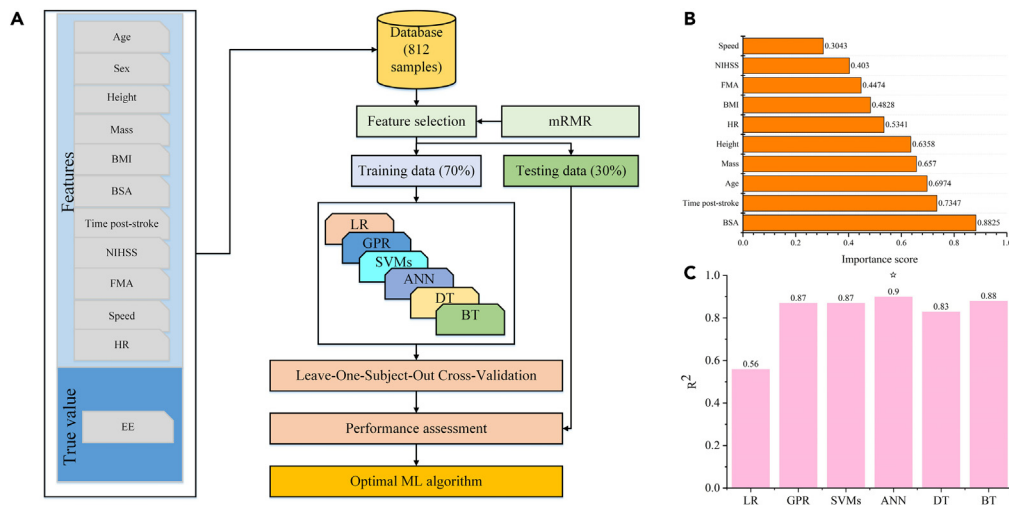 A
Features
Age
Sex
Height
Mass
BMI
BSA
Time post-stroke
NIHSS
FMA
Speed
HR
True value
EE
Database
(812
samples)
Feature selection
mRMR
Training data (70%)
Testing data (30%)
LR
GPR
SVMs
ANN
DT
BT
Leave-One-Subject-Out Cross-Validation
Performance assessment
Optimal ML algorithm
B
Speed 0.3043
NIHSS 0.403
FMA 0.4474
BMI 0.4828
HR 0.5341
Height 0.6358
Mass 0.657
Age 0.6974
Time post-stroke 0.7347
BSA 0.8825
0.0 0.2 0.4 0.6 0.8 1.0
Importance score
C
R2
1.0
0.8
0.6
0.4
0.2
0.0
0.56 0.87 0.87 0.9 0.83 0.88
LR GPR SVMs ANN DT BT